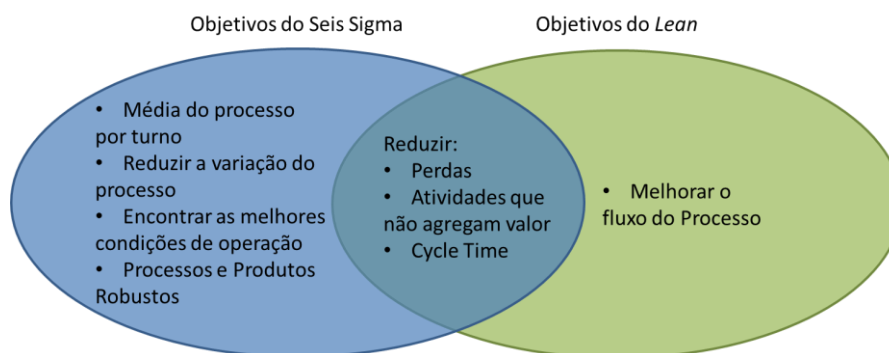 Objetivos do Seis Sigma
Objetivos do Lean
• Média do processo
por turno
• Reduzir a variação do
processo
• Encontrar as melhores
condições de operação
• Processos e Produtos
Robustos
Reduzir:
• Perdas
• Atividades que
não agregam valor
• Cycle Time
• Melhorar o
fluxo do Processo